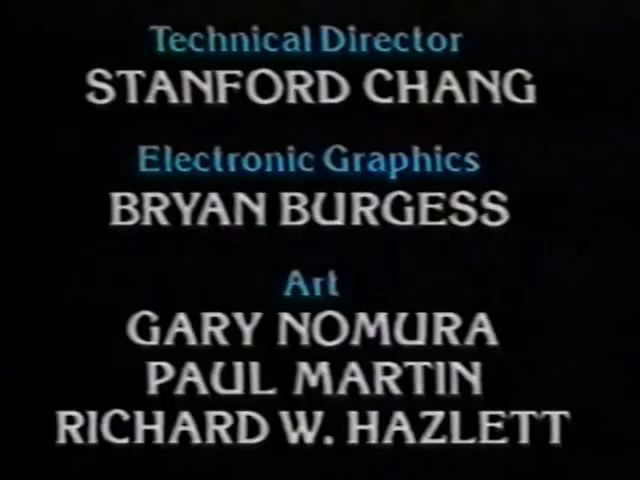 Technical Director
STANFORD CHANG
Electronic Graphics
BRYAN BURGESS
Art
GARY NOMURA
PAUL MARTIN
RICHARD W. HAZLETT